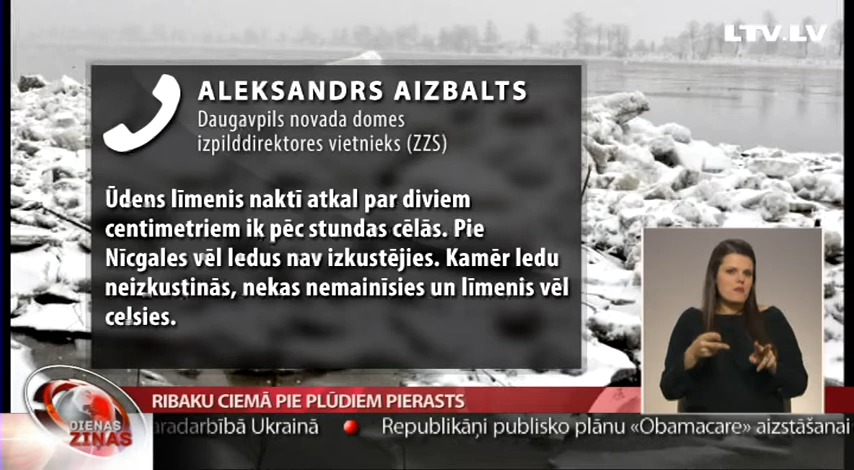 LTV.LV
ALEKSANDRS AIZBALTS
Daugavpils novada domes
izpilddirektores vietnieks (ZZS)
Ūdens līmenis naktī atkal par diviem
centimetriem ik pēc stundas cēlās. Pie
Nīcgales vēl ledus nav izkustējies. Kamēr ledu
neizkustinās, nekas nemainīsies un līmenis vēl
celsies.
RIBAKU CIEMĀ PIE PLŪDIEM PIERASTS
DIENAS
ZIŅAS
aradarbībā Ukrainā Republikāņi publisko plānu «Obamacare» aizstāšanai